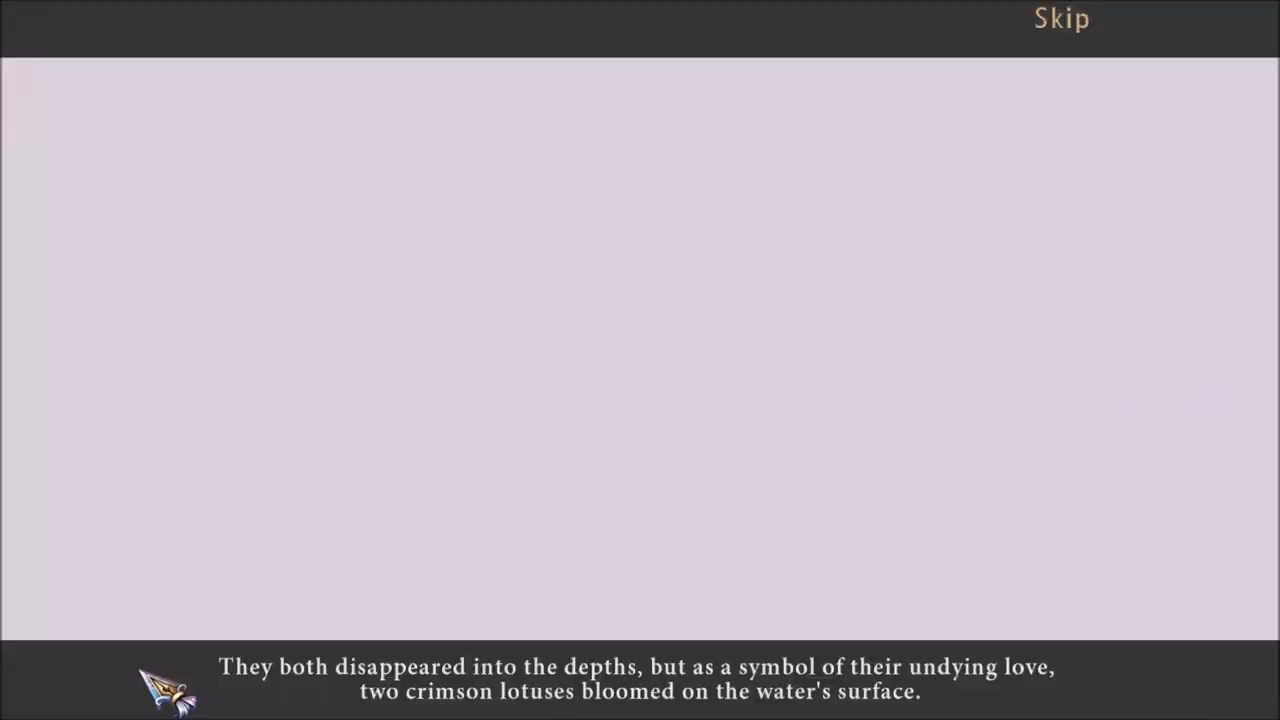 Skip
They both disappeared into the depths, but as a symbol of their undying love,
two crimson lotuses bloomed on the water's surface.